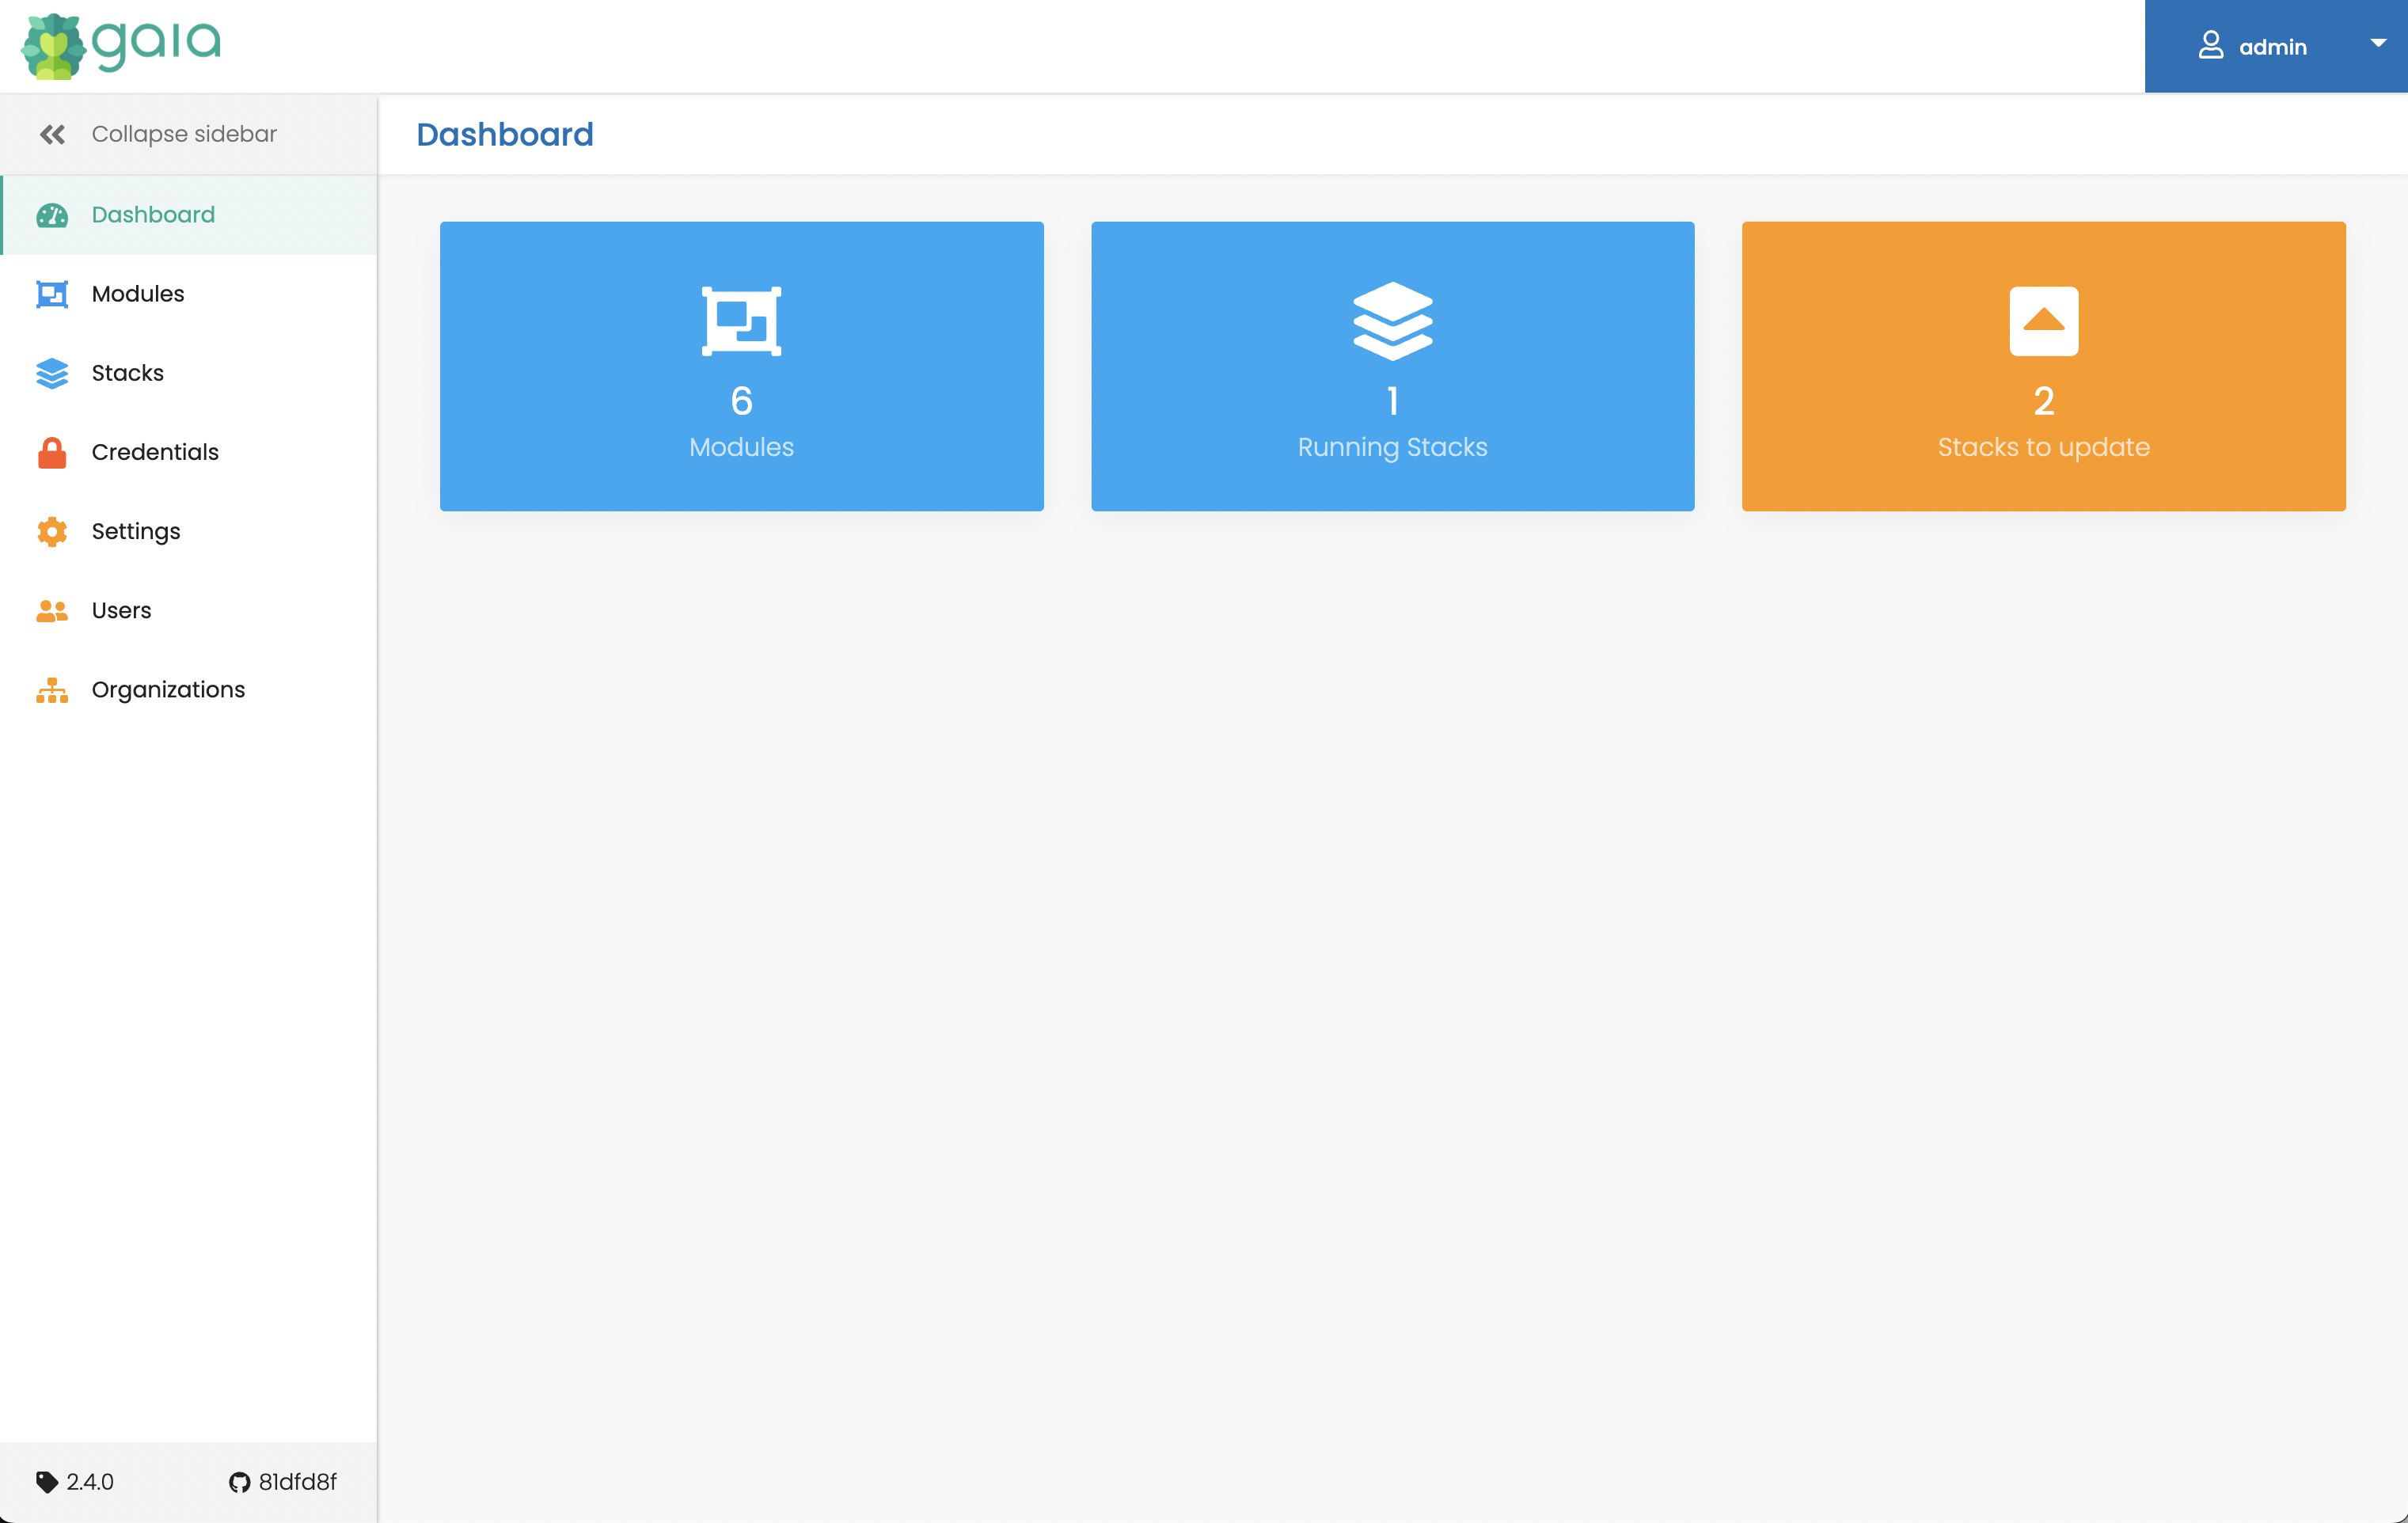 gaia
admin
Collapse sidebar
Dashboard
Dashboard
Modules
Stacks
Credentials
Settings
Users
Organizations
6
Modules
1
Running Stacks
2
Stacks to update
2.4.0
81dfd8f